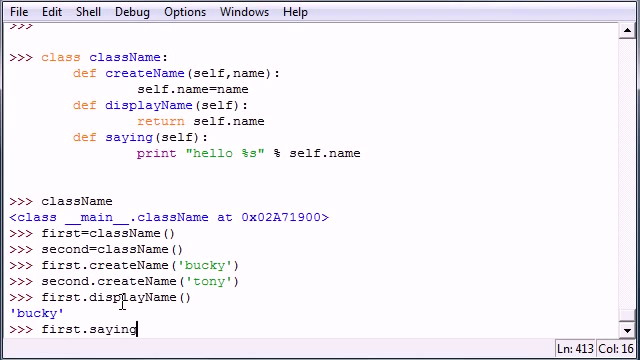 File Edit Shell Debug Options Windows Help
>>>
>>> class className:
def createName(self,name):
self.name=name
def displayName(self):
return self.name
def saying(self):
print "hello %s" % self.name
>>> className
<class __main__.className at 0x02A71900>
>>> first=className()
>>> second=className()
>>> first.createName('bucky')
>>> second.createName('tony')
>>> first.displayName()
'bucky'
>>> first.saying
Ln: 413 Col: 16